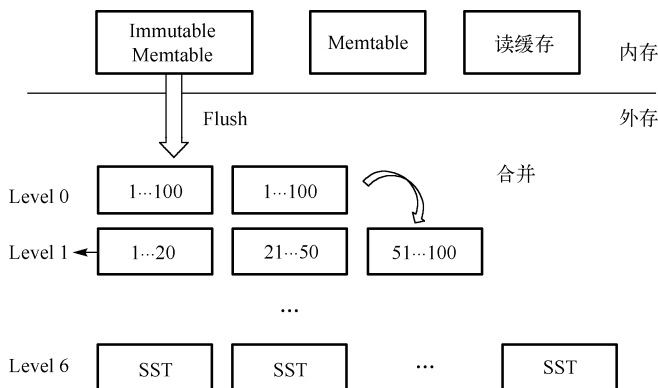 Immutable
Memtable
Memtable
读缓存
内存
Flush
外存
合并
Level 0
1…100
1…100
Level 1
1…20
21…50
51…100
…
Level 6
SST
SST
…
SST